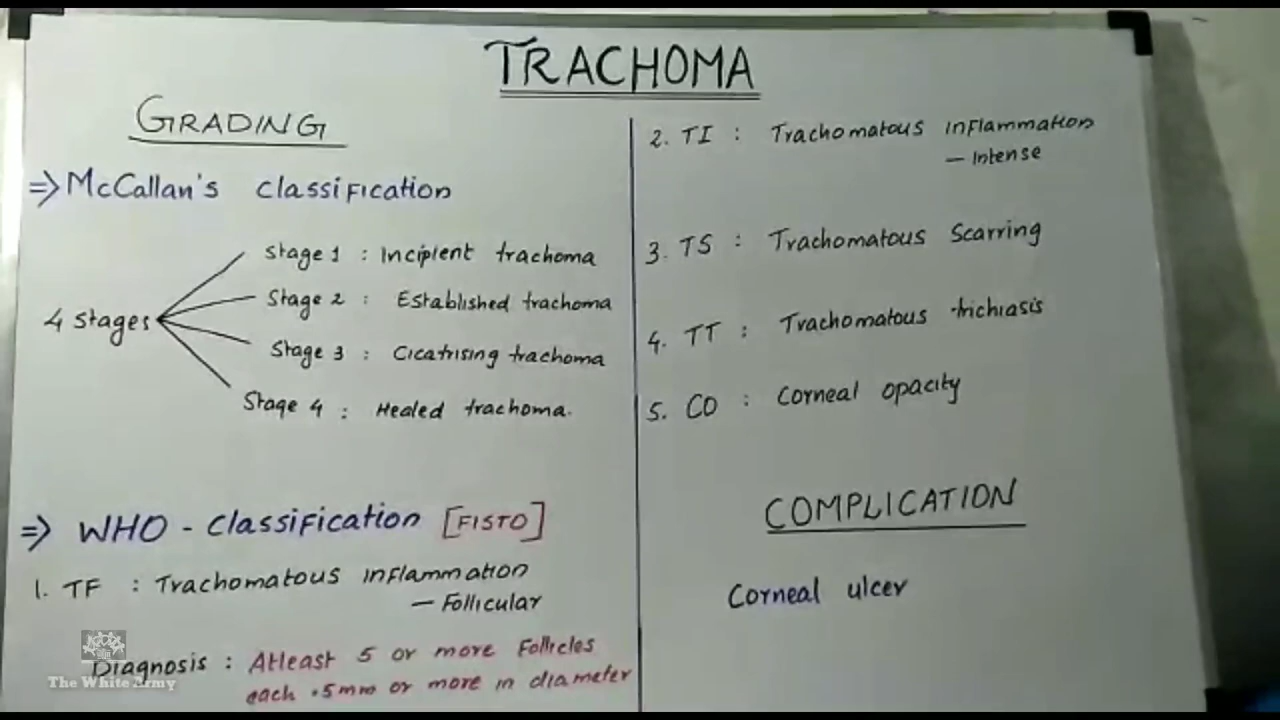 TRACHOMA
GRADING
⇒ McCallan's classification
4 stages
Stage 1 : Incipient trachoma
Stage 2 : Established trachoma
Stage 3 : Cicatrising trachoma
Stage 4 : Healed trachoma.
⇒ WHO - classification [FISTO]
1. TF : Trachomatous inflammation
— Follicular
Diagnosis : Atleast 5 or more Follicles
each .5mm or more in diameter
2. TI : Trachomatous inflammation
— Intense
3. TS : Trachomatous Scarring
4. TT : Trachomatous trichiasis
5. CO : Corneal opacity
COMPLICATION
Corneal ulcer
The White Army